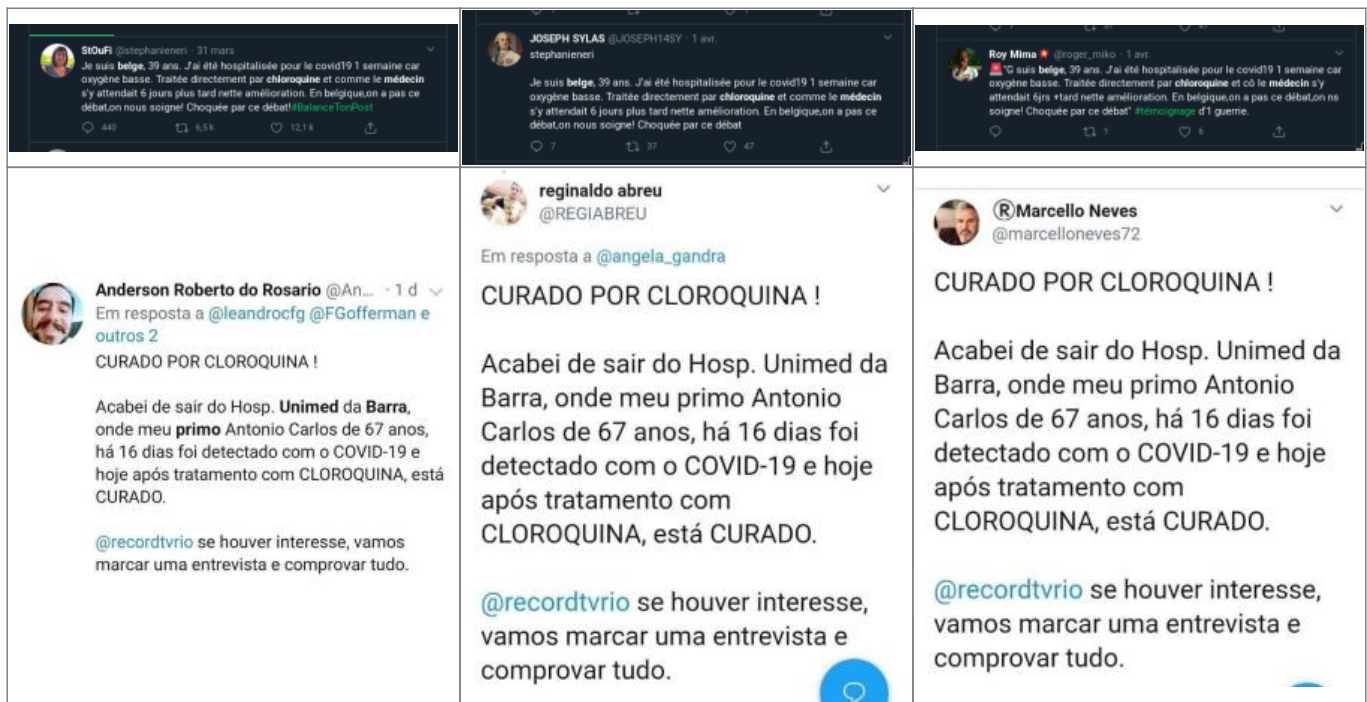 StOuFi @stephanieneri · 31 mars
Je suis belge, 39 ans. J'ai été hospitalisée pour le covid19 1 semaine car
oxygène basse. Traitée directement par chloroquine et comme le médecin
s'y attendait 6 jours plus tard nette amélioration. En belgique,on a pas ce
débat,on nous soigne! Choquée par ce débat!#BalanceTonPost
440 6,5 k 12,1 k
JOSEPH SYLAS @JOSEPH14SY · 1 avr.
stephanieneri
Je suis belge, 39 ans. J'ai été hospitalisée pour le covid19 1 semaine car
oxygène basse. Traitée directement par chloroquine et comme le médecin
s'y attendait 6 jours plus tard nette amélioration. En belgique,on a pas ce
débat,on nous soigne! Choquée par ce débat
7 37 47
Roy Mima @roger_miko · 1 avr.
"G suis belge, 39 ans. J'ai été hospitalisée pour le covid19 1 semaine car
oxygène basse. Traitée directement par chloroquine et cô le médecin s'y
attendait 6jrs +tard nette amélioration. En belgique,on a pas ce débat,on ns
soigne! Choquée par ce débat" #témoignage d'1 guerrie.
1 6
Anderson Roberto do Rosario @An... · 1 d
Em resposta a @leandrocfg @FGofferman e
outros 2
CURADO POR CLOROQUINA !
Acabei de sair do Hosp. Unimed da Barra,
onde meu primo Antonio Carlos de 67 anos,
há 16 dias foi detectado com o COVID-19 e
hoje após tratamento com CLOROQUINA, está
CURADO.
@recordtvrio se houver interesse, vamos
marcar uma entrevista e comprovar tudo.
reginaldo abreu
@REGIABREU
Em resposta a @angela_gandra
CURADO POR CLOROQUINA !
Acabei de sair do Hosp. Unimed da
Barra, onde meu primo Antonio
Carlos de 67 anos, há 16 dias foi
detectado com o COVID-19 e hoje
após tratamento com
CLOROQUINA, está CURADO.
@recordtvrio se houver interesse,
vamos marcar uma entrevista e
comprovar tudo.
®Marcello Neves
@marcelloneves72
CURADO POR CLOROQUINA !
Acabei de sair do Hosp. Unimed da
Barra, onde meu primo Antonio
Carlos de 67 anos, há 16 dias foi
detectado com o COVID-19 e hoje
após tratamento com
CLOROQUINA, está CURADO.
@recordtvrio se houver interesse,
vamos marcar uma entrevista e
comprovar tudo.